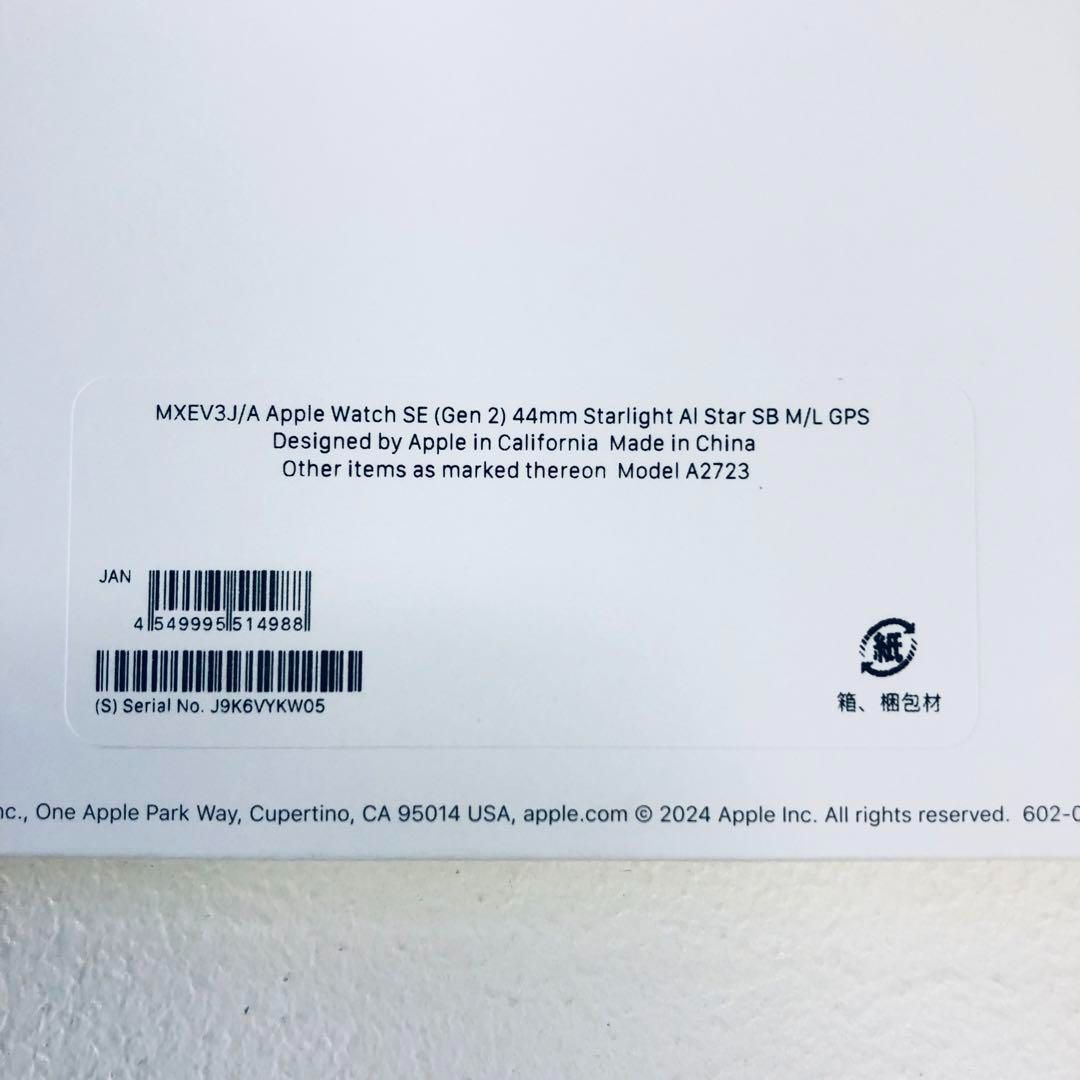 MXEV3J/A Apple Watch SE (Gen 2) 44mm Starlight Al Star SB M/L GPS
Designed by Apple in California Made in China
Other items as marked thereon Model A2723
JAN
4 549995 514988
(S) Serial No. J9K6VYKW05
紙
箱、梱包材
nc., One Apple Park Way, Cupertino, CA 95014 USA, apple.com © 2024 Apple Inc. All rights reserved. 602-0